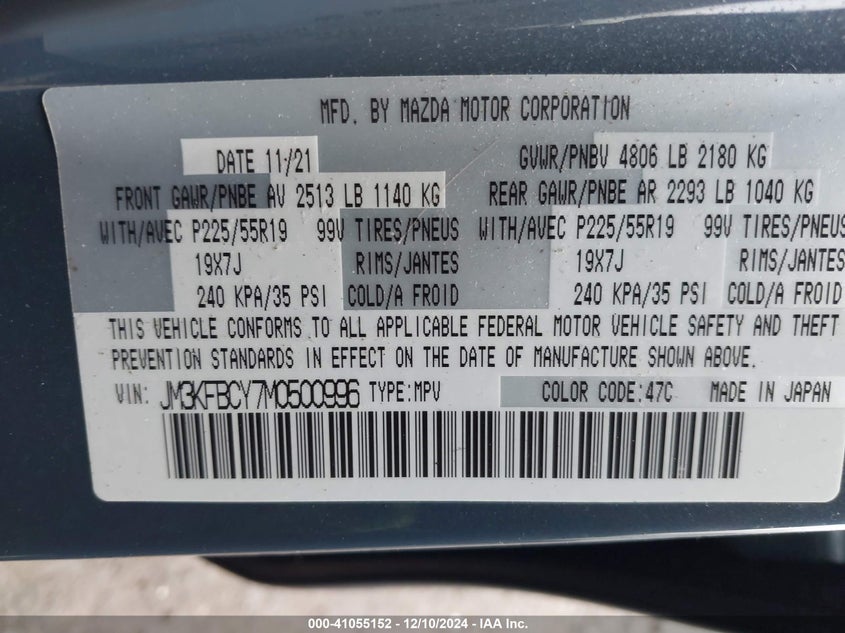 MFD. BY MAZDA MOTOR CORPORATION
DATE 11/21 GVWR/PNBV 4806 LB 2180 KG
FRONT GAWR/PNBE AV 2513 LB 1140 KG REAR GAWR/PNBE AR 2293 LB 1040 KG
WITH/AVEC P225/55R19 99V TIRES/PNEUS WITH/AVEC P225/55R19 99V TIRES/PNEUS
19X7J RIMS/JANTES 19X7J RIMS/JANTES
240 KPA/35 PSI COLD/A FROID 240 KPA/35 PSI COLD/A FROID
THIS VEHICLE CONFORMS TO ALL APPLICABLE FEDERAL MOTOR VEHICLE SAFETY AND THEFT
PREVENTION STANDARDS IN EFFECT ON THE DATE OF MANUFACTURE SHOWN ABOVE.
VIN: JM3KFBCY7M0500996 TYPE:MPV COLOR CODE:47C MADE IN JAPAN
000-41055152 - 12/10/2024 - IAA Inc.